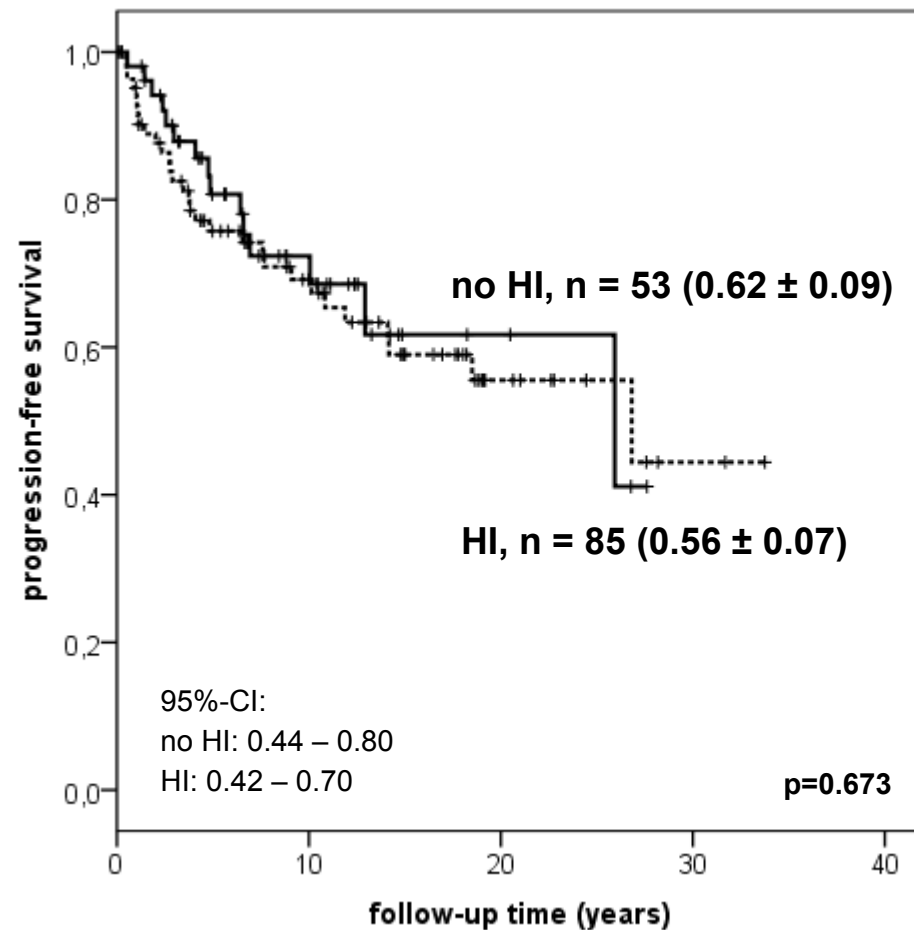 1,0
0,8
0,6
0,4
0,2
0,0
progression-free survival
no HI, n = 53 (0.62 ± 0.09)
HI, n = 85 (0.56 ± 0.07)
95%-CI:
no HI: 0.44 – 0.80
HI: 0.42 – 0.70
p=0.673
0 10 20 30 40
follow-up time (years)